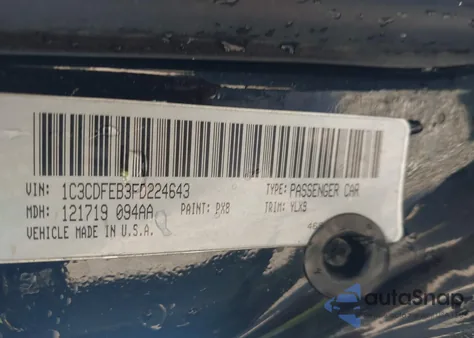 VIN: 1C3CDFEB3FD224643 TYPE: PASSENGER CAR
MDH: 121719 094AA PAINT: PX8 TRIM: YLX8
VEHICLE MADE IN U.S.A.
autoSnap